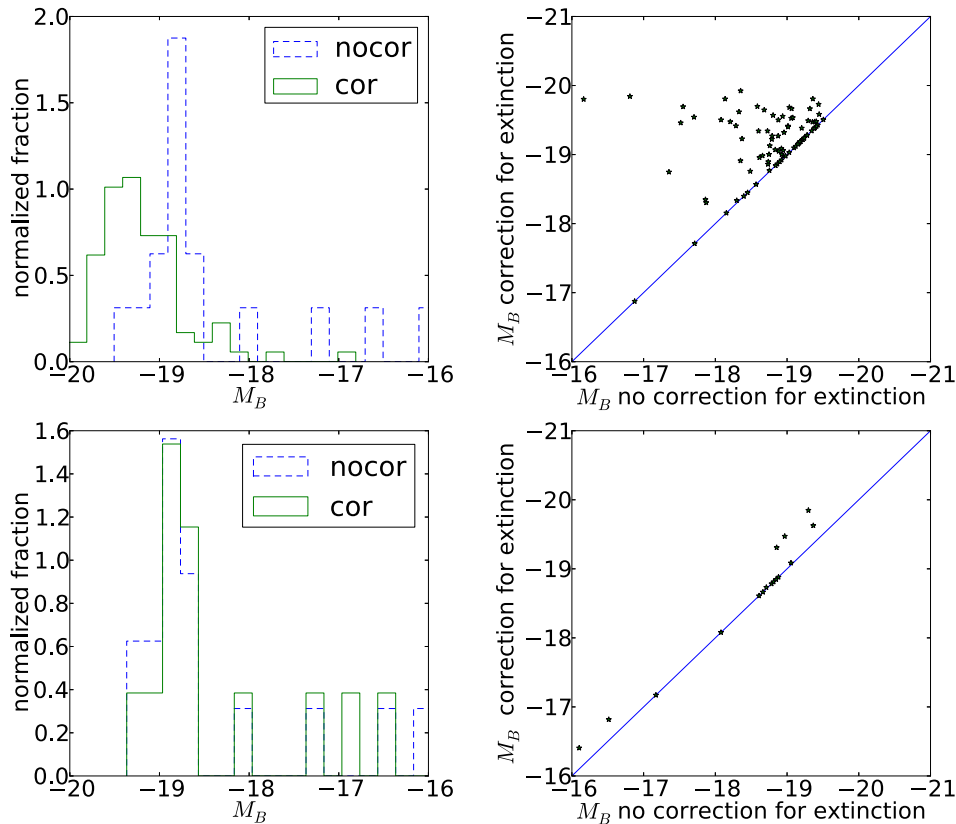 2.0
1.5
1.0
0.5
0.0
normalized fraction
nocor
cor
−20 −19 −18 −17 −16
M_B
−21
−20
−19
−18
−17
−16
M_B correction for extinction
−16 −17 −18 −19 −20 −21
M_B no correction for extinction
1.6
1.4
1.2
1.0
0.8
0.6
0.4
0.2
0.0
normalized fraction
nocor
cor
−20 −19 −18 −17 −16
M_B
−21
−20
−19
−18
−17
−16
M_B correction for extinction
−16 −17 −18 −19 −20 −21
M_B no correction for extinction